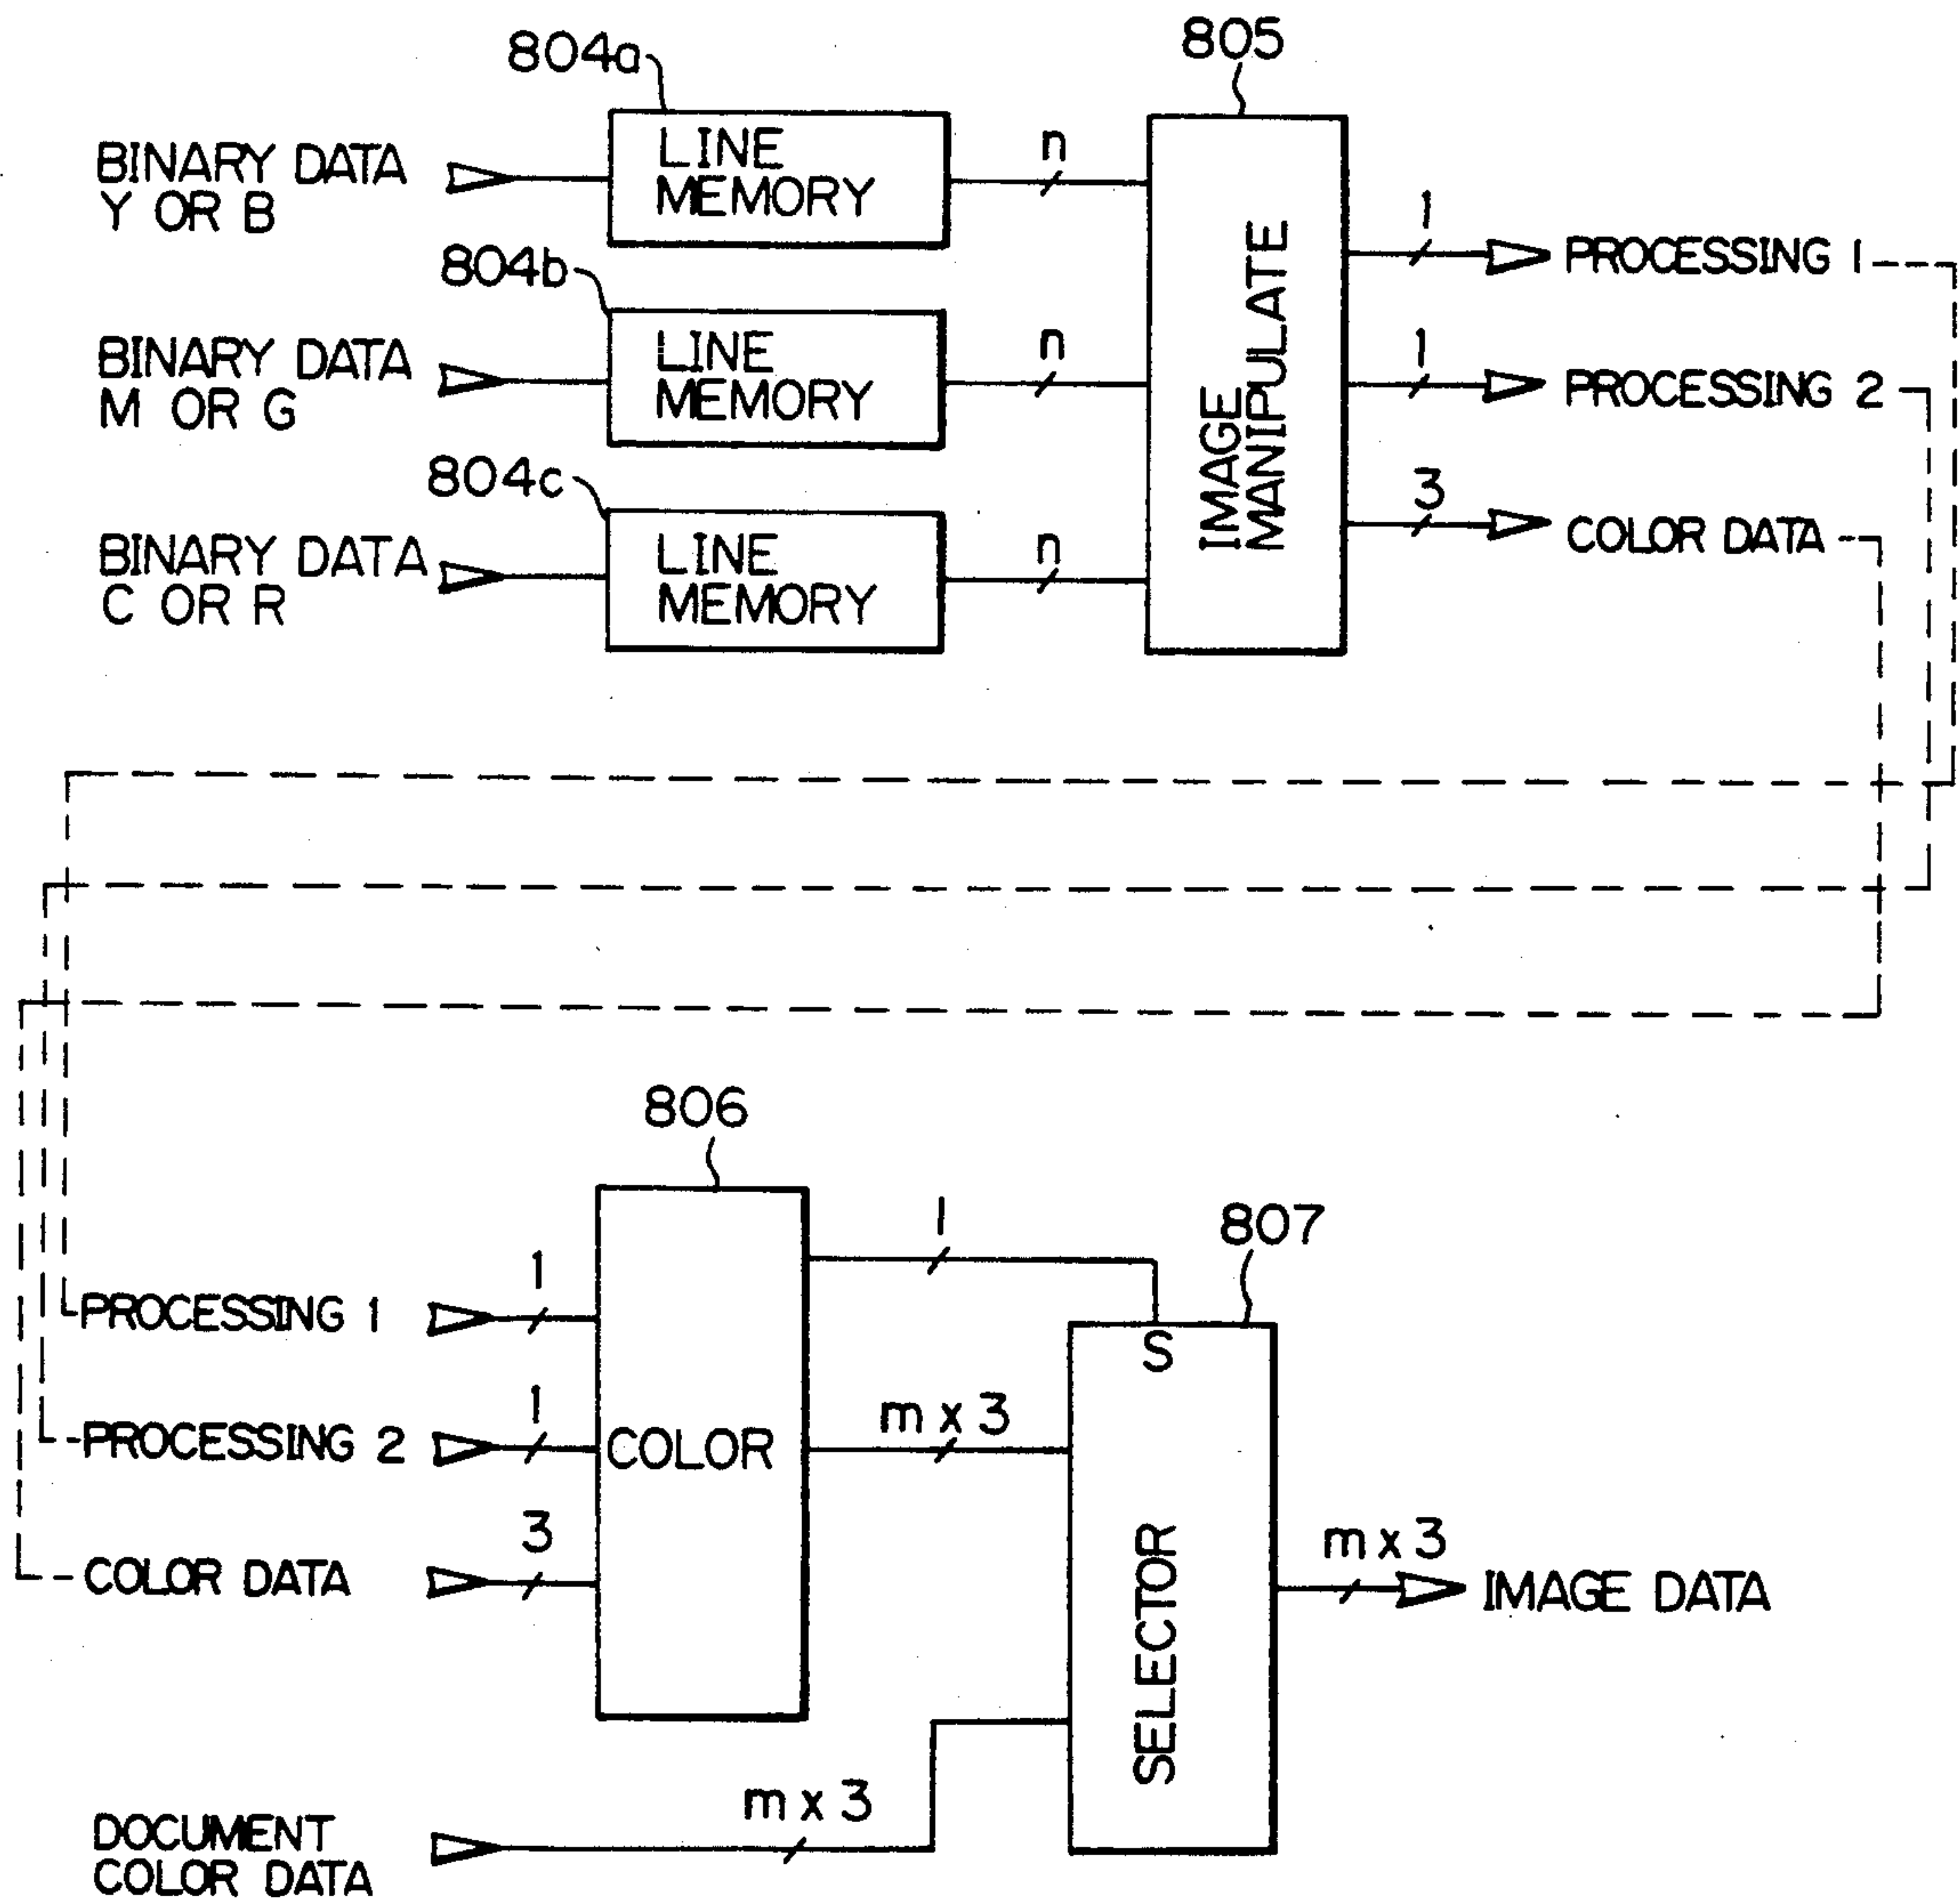 804a
805
BINARY DATA
Y OR B
LINE
MEMORY
n
1
PROCESSING 1
804b
BINARY DATA
M OR G
LINE
MEMORY
n
IMAGE
MANIPULATE
1
PROCESSING 2
804c
BINARY DATA
C OR R
LINE
MEMORY
n
3
COLOR DATA
806
1
807
PROCESSING 1
1
S
PROCESSING 2
1
COLOR
m x 3
COLOR DATA
3
SELECTOR
m x 3
IMAGE DATA
DOCUMENT
COLOR DATA
m x 3